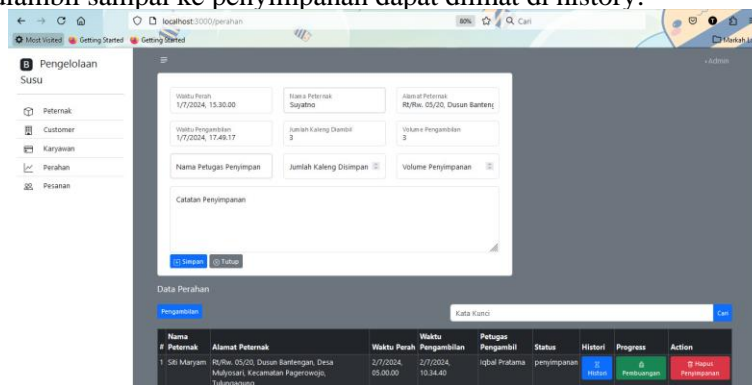 diambil sampai ke penyimpanan dapat dilihat di history.
localhost:3000/perahan
80%
Cari
Most Visited
Getting Started
Getting Started
B Pengelolaan
Susu
Peternak
Customer
Karyawan
Perahan
Pesanan
Admin
Waktu Perah
1/7/2024, 15.30.00
Nama Peternak
Suyatno
Alamat Peternak
Rt/Rw. 05/20, Dusun Banteng
Waktu Pengambilan
1/7/2024, 17.49.17
Jumlah Kaleng Diambil
3
Volume Pengambilan
3
Nama Petugas Penyimpan
Jumlah Kaleng Disimpan
Volume Penyimpanan
Catatan Penyimpanan
Simpan
Tutup
Data Perahan
Pengambilan
Kata Kunci
Cari
# Nama Peternak Alamat Peternak Waktu Perah Waktu Pengambilan Petugas Pengambil Status Histori Progress Action
1 Siti Maryam Rt/Rw. 05/20, Dusun Bantengan, Desa Mulyosari, Kecamatan Pagerowojo, Tulungagung 2/7/2024, 05.00.00 2/7/2024, 10.34.40 Iqbal Pratama penyimpanan Histori Pembuangan Hapus Penyimpanan